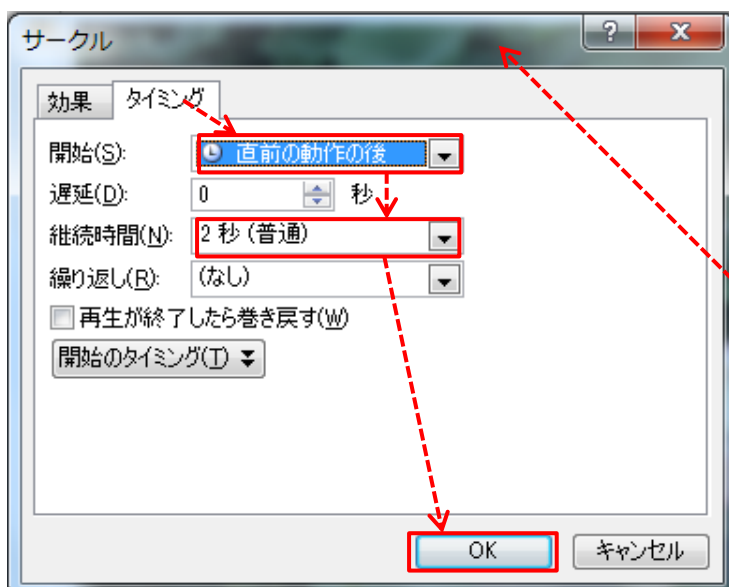 サークル
効果 タイミング
開始(S): 直前の動作の後
遅延(D): 0 秒
継続時間(N): 2 秒 (普通)
繰り返し(R): (なし)
再生が終了したら巻き戻す(W)
開始のタイミング(T)
OK キャンセル